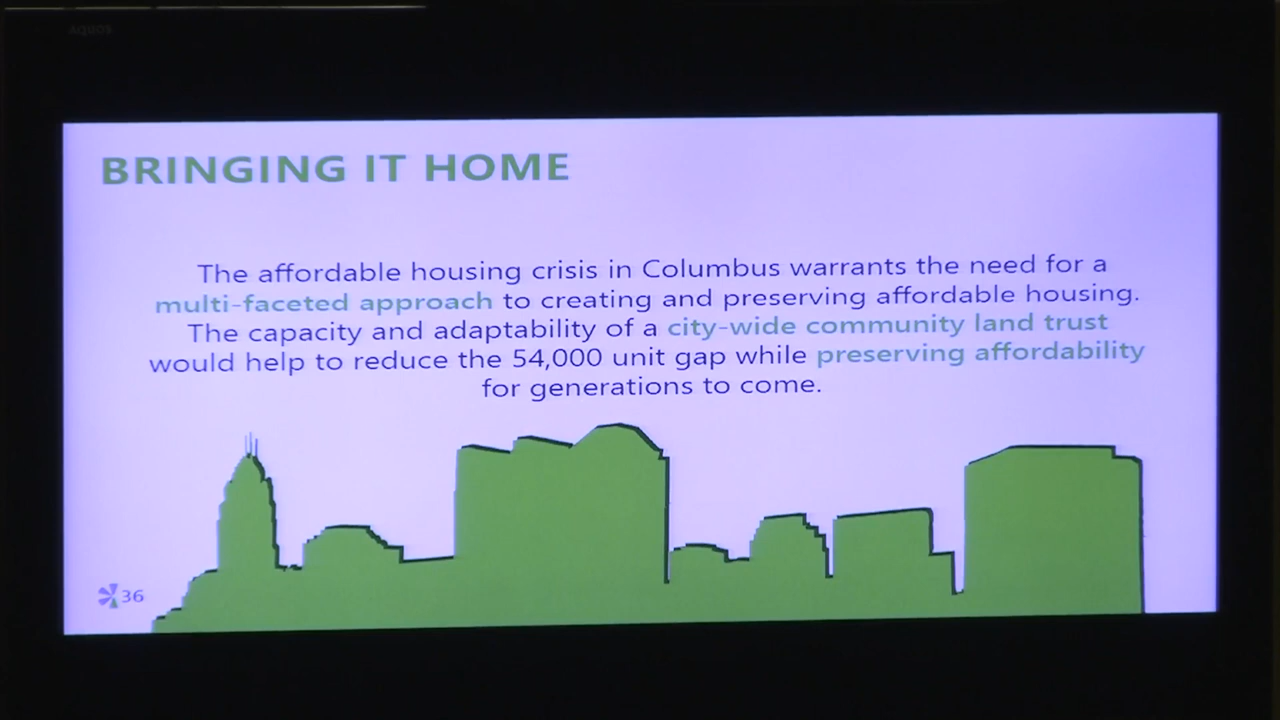 BRINGING IT HOME
The affordable housing crisis in Columbus warrants the need for a
multi-faceted approach to creating and preserving affordable housing.
The capacity and adaptability of a city-wide community land trust
would help to reduce the 54,000 unit gap while preserving affordability
for generations to come.
36